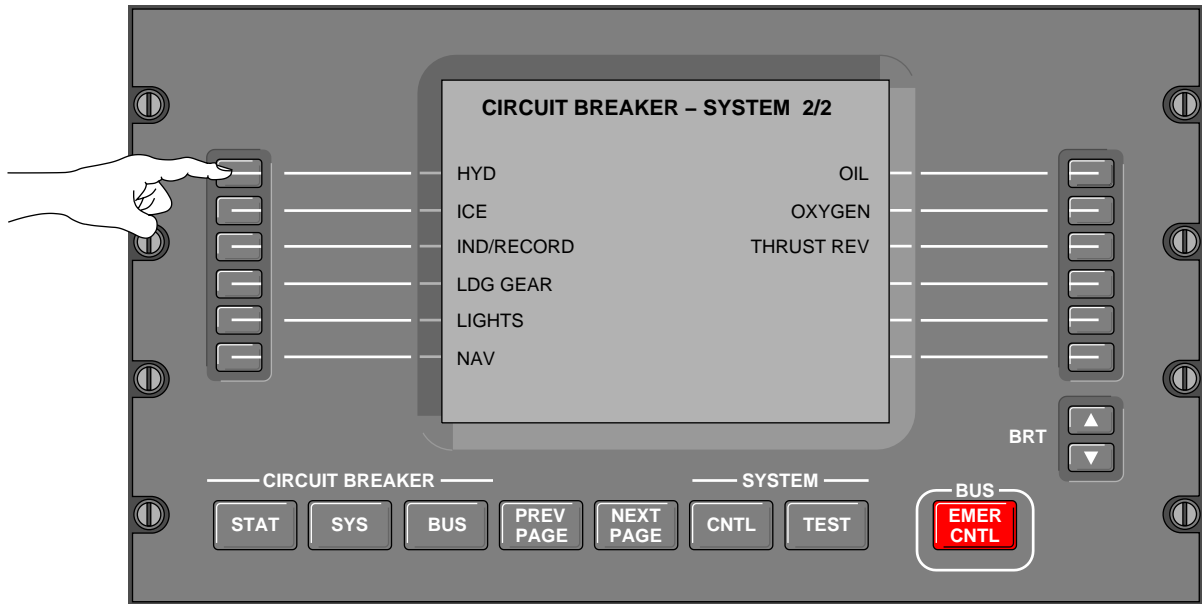 CIRCUIT BREAKER – SYSTEM 2/2
HYD
OIL
ICE
OXYGEN
IND/RECORD
THRUST REV
LDG GEAR
LIGHTS
NAV
BRT
CIRCUIT BREAKER
SYSTEM
BUS
STAT
SYS
BUS
PREV
PAGE
NEXT
PAGE
CNTL
TEST
EMER
CNTL